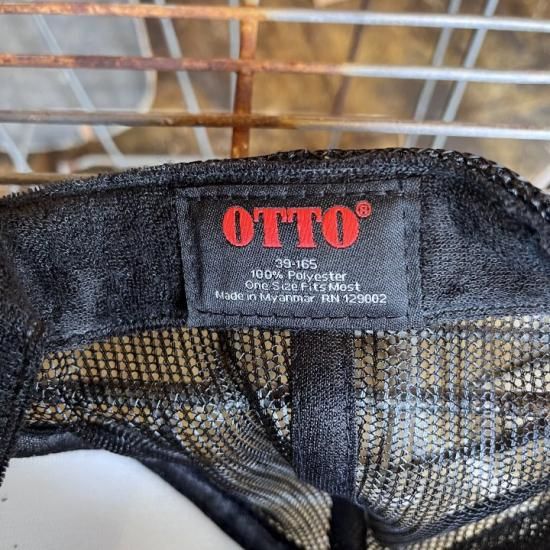 OTTO®
39-165
100% Polyester
One Size Fits Most
Made in Myanmar RN 129002